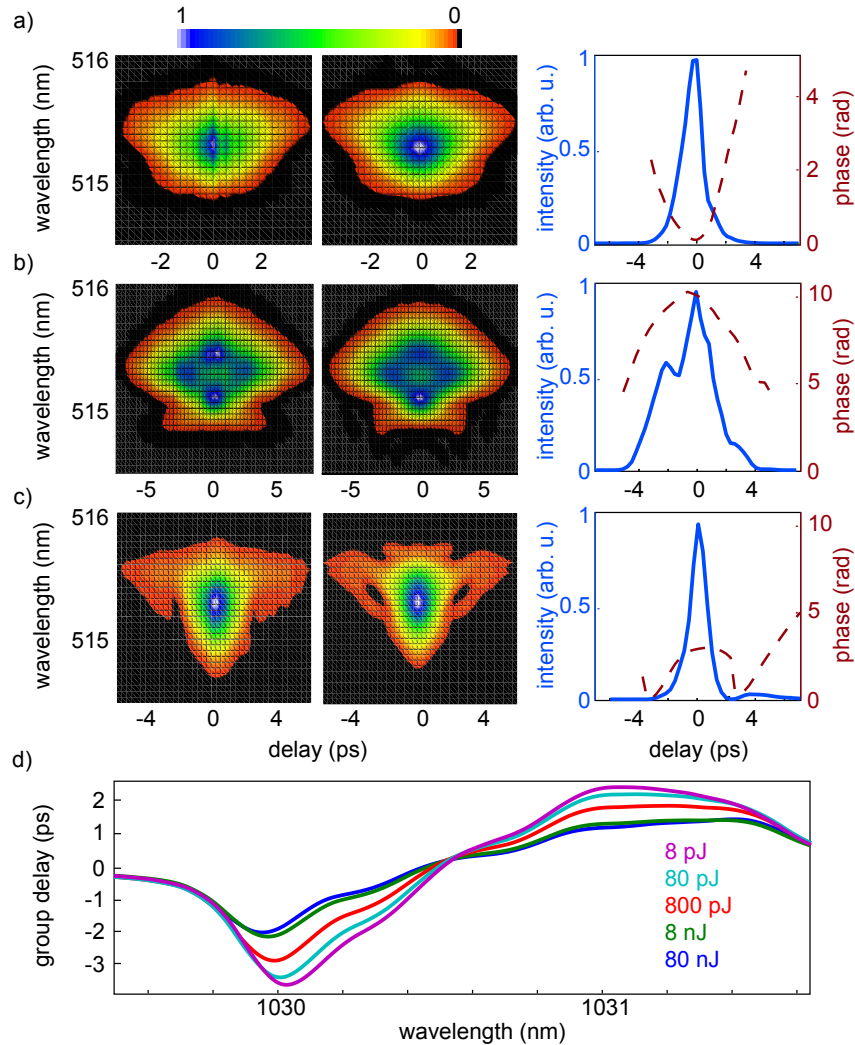 a)
1 0
516
515
wavelength (nm)
-2 0 2
-2 0 2
1
0.5
0
intensity (arb. u.)
4
2
0
phase (rad)
-4 0 4
b)
516
515
wavelength (nm)
-5 0 5
-5 0 5
1
0.5
0
intensity (arb. u.)
10
5
0
phase (rad)
-4 0 4
c)
516
515
wavelength (nm)
-4 0 4
-4 0 4
delay (ps)
1
0.5
0
intensity (arb. u.)
10
5
0
phase (rad)
-4 0 4
delay (ps)
d)
2
1
0
-1
-2
-3
group delay (ps)
8 pJ
80 pJ
800 pJ
8 nJ
80 nJ
1030 1031
wavelength (nm)